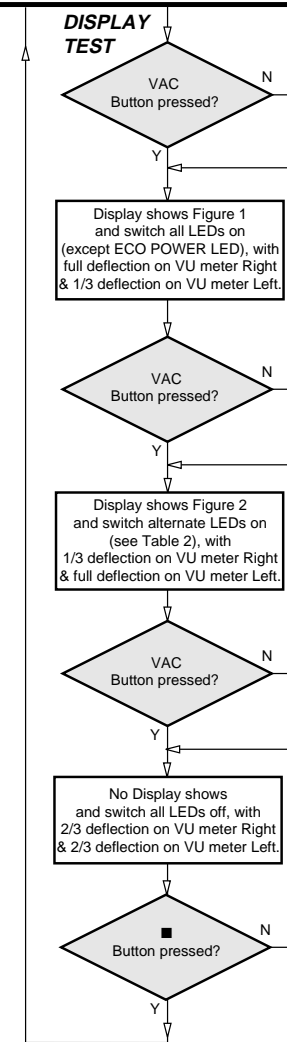 DISPLAY
TEST
VAC
Button pressed?
N
Y
Display shows Figure 1
and switch all LEDs on
(except ECO POWER LED), with
full deflection on VU meter Right
& 1/3 deflection on VU meter Left.
VAC
Button pressed?
N
Y
Display shows Figure 2
and switch alternate LEDs on
(see Table 2), with
1/3 deflection on VU meter Right
& full deflection on VU meter Left.
VAC
Button pressed?
N
Y
No Display shows
and switch all LEDs off, with
2/3 deflection on VU meter Right
& 2/3 deflection on VU meter Left.
■
Button pressed?
N
Y